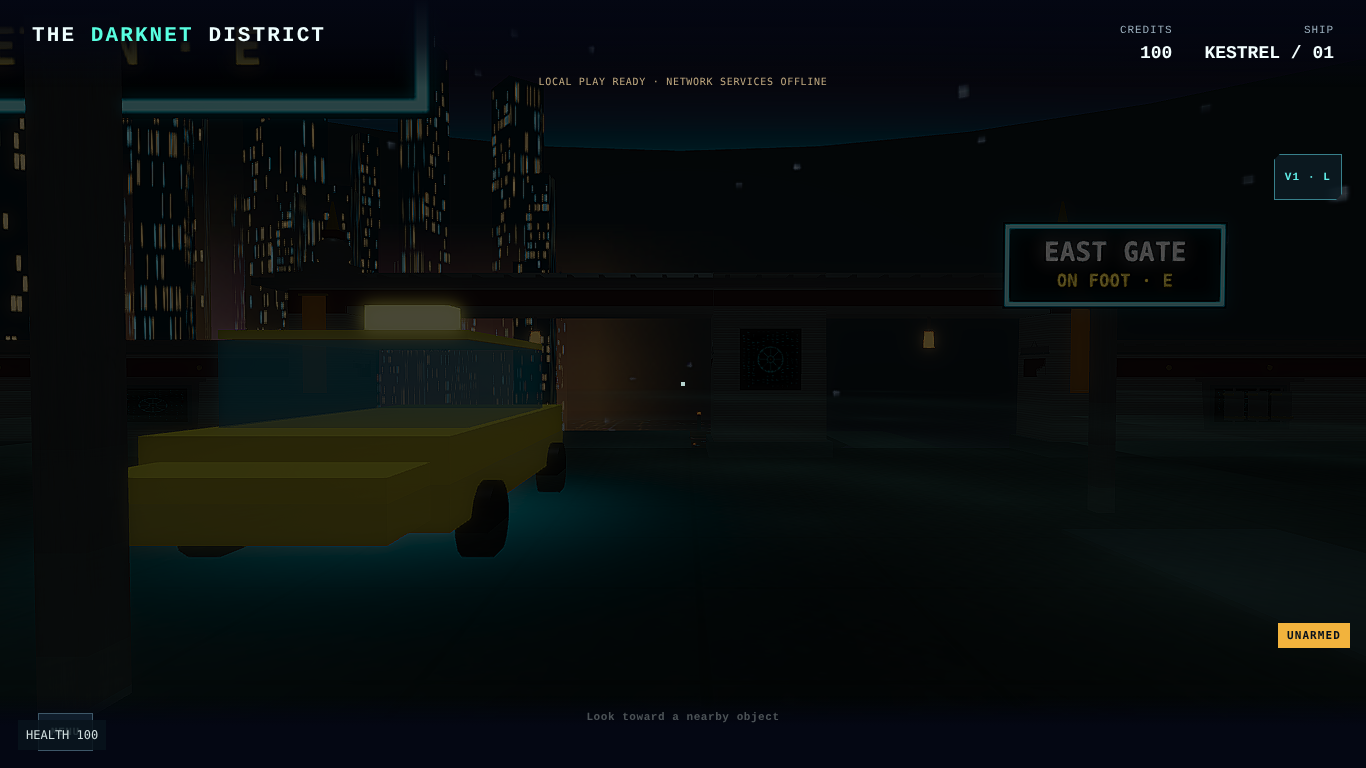 THE DARKNET DISTRICT
CREDITS
100
SHIP
KESTREL / 01
LOCAL PLAY READY · NETWORK SERVICES OFFLINE
V1 · L
EAST GATE
ON FOOT · E
UNARMED
Look toward a nearby object
HEALTH 100